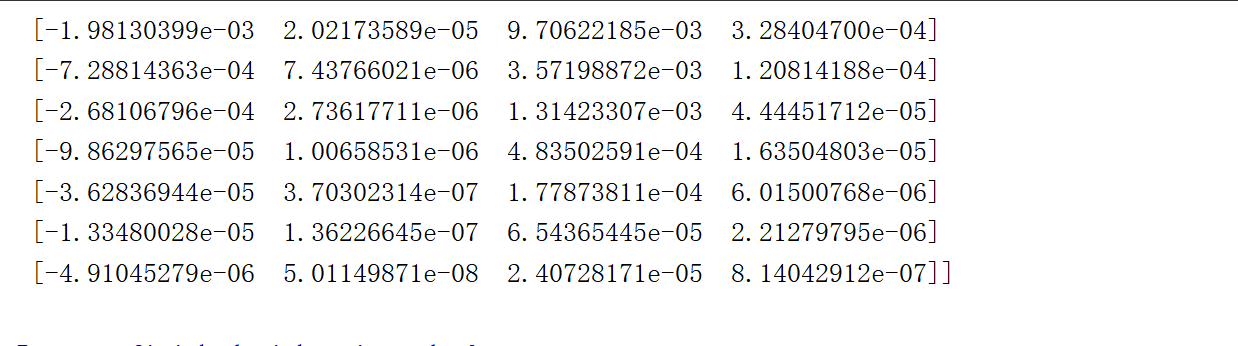 [-1.98130399e-03  2.02173589e-05  9.70622185e-03  3.28404700e-04]
[-7.28814363e-04  7.43766021e-06  3.57198872e-03  1.20814188e-04]
[-2.68106796e-04  2.73617711e-06  1.31423307e-03  4.44451712e-05]
[-9.86297565e-05  1.00658531e-06  4.83502591e-04  1.63504803e-05]
[-3.62836944e-05  3.70302314e-07  1.77873811e-04  6.01500768e-06]
[-1.33480028e-05  1.36226645e-07  6.54365445e-05  2.21279795e-06]
[-4.91045279e-06  5.01149871e-08  2.40728171e-05  8.14042912e-07]]